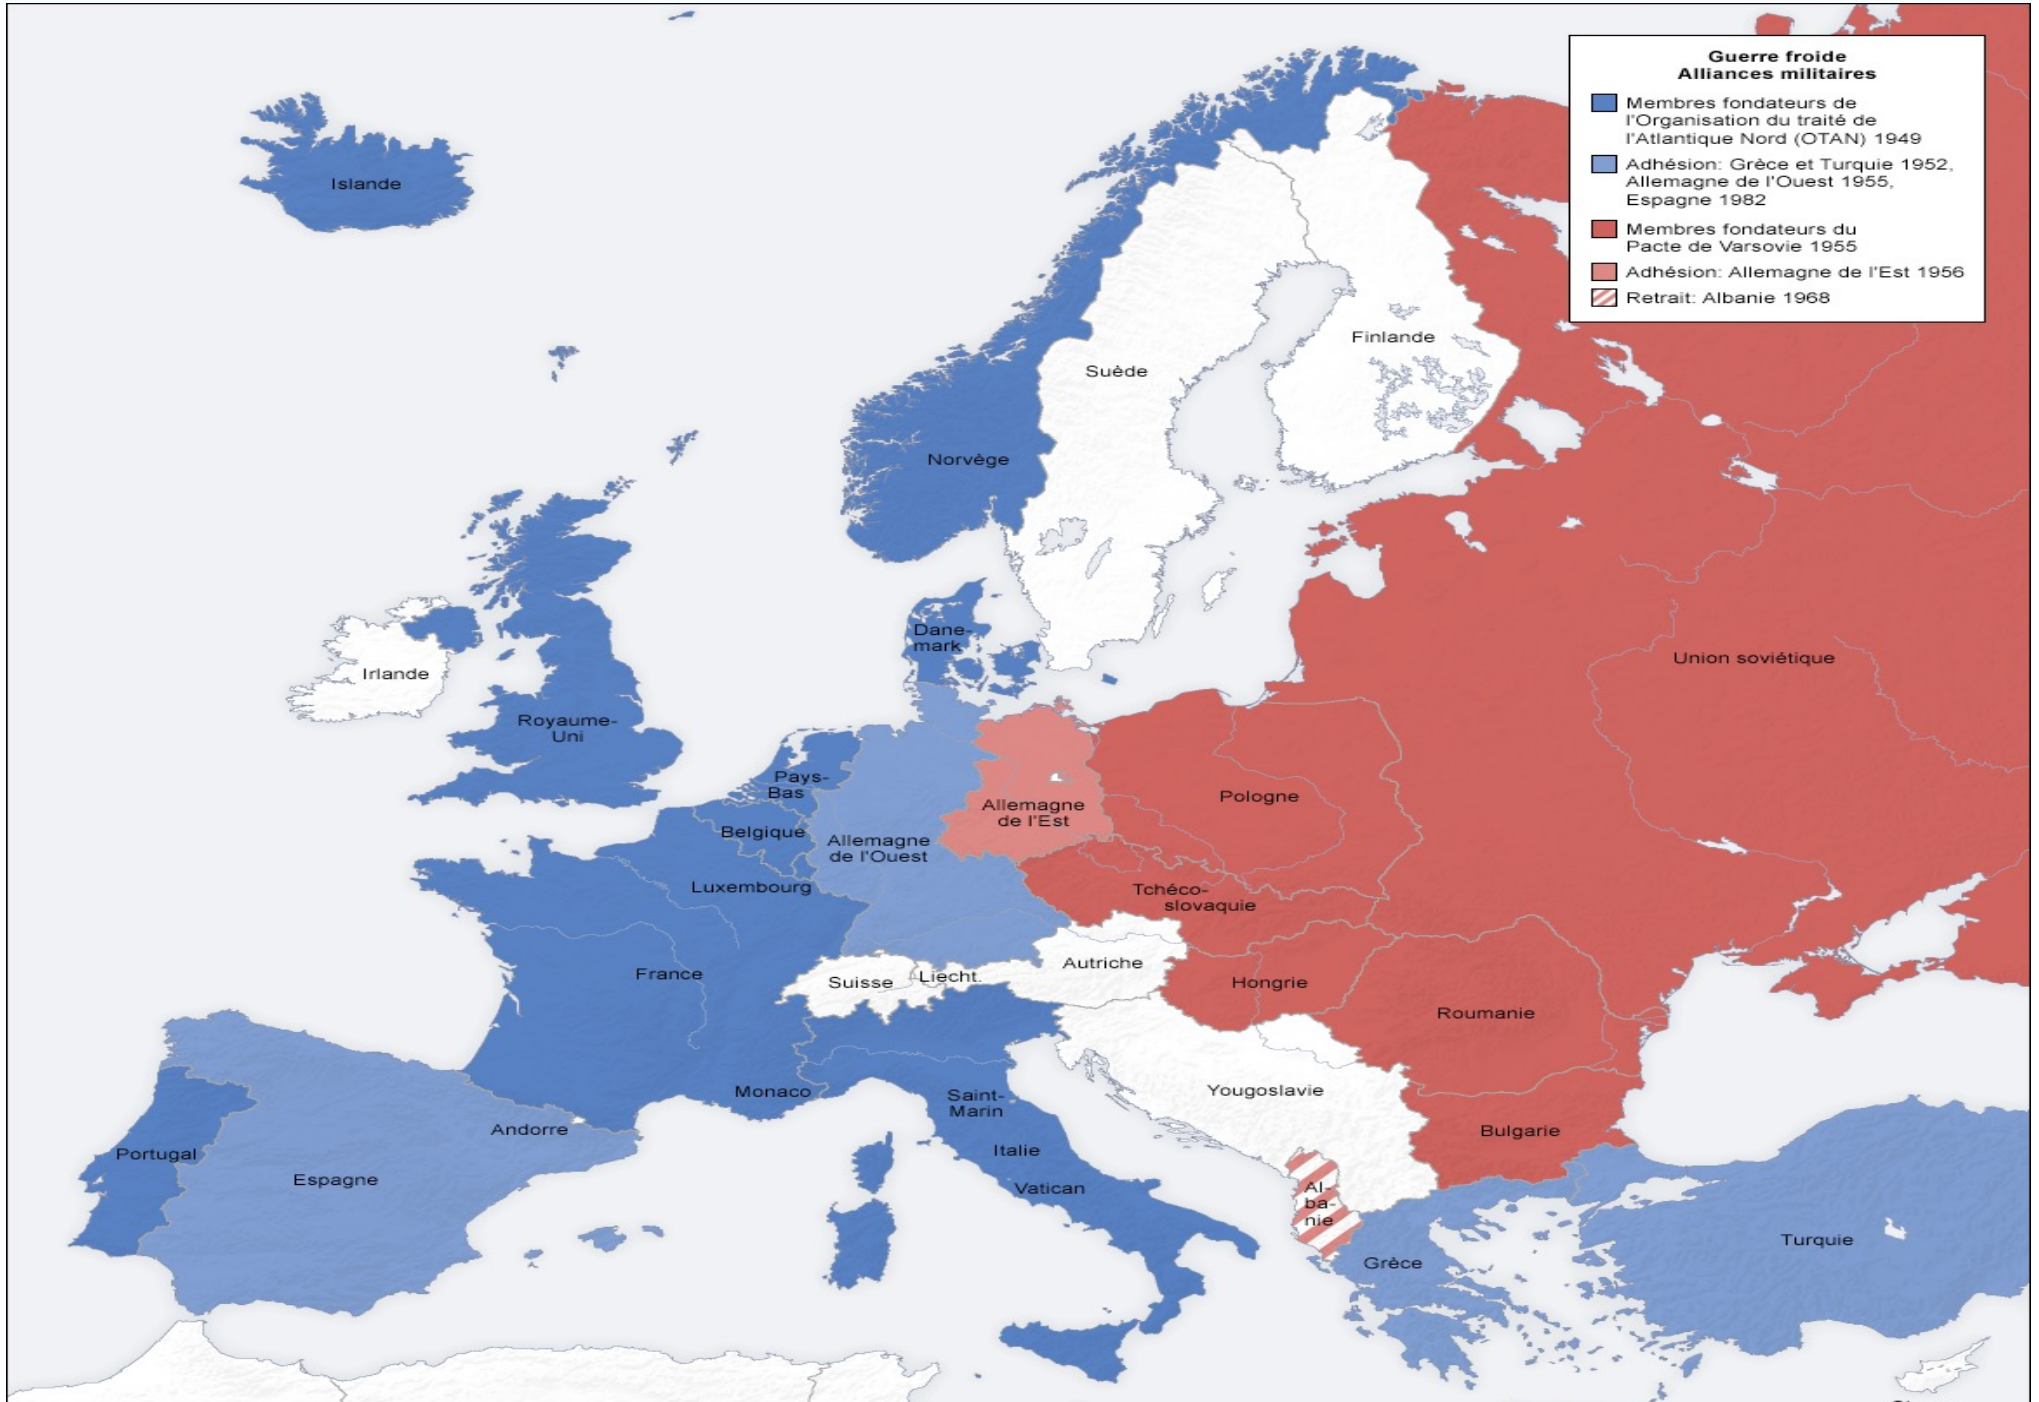 Guerre froide
Alliances militaires
Membres fondateurs de
l'Organisation du traité de
l'Atlantique Nord (OTAN) 1949
Adhésion: Grèce et Turquie 1952,
Allemagne de l'Ouest 1955,
Espagne 1982
Membres fondateurs du
Pacte de Varsovie 1955
Adhésion: Allemagne de l'Est 1956
Retrait: Albanie 1968
Islande
Finlande
Suède
Norvège
Dane-
mark
Union soviétique
Irlande
Royaume-
Uni
Pays-
Bas
Pologne
Allemagne
de l'Est
Belgique
Allemagne
de l'Ouest
Luxembourg
Tchéco-
slovaquie
Autriche
France
Suisse
Liecht.
Hongrie
Roumanie
Monaco
Saint-
Marin
Yougoslavie
Andorre
Bulgarie
Portugal
Italie
Espagne
Vatican
Al-
ba-
nie
Turquie
Grèce